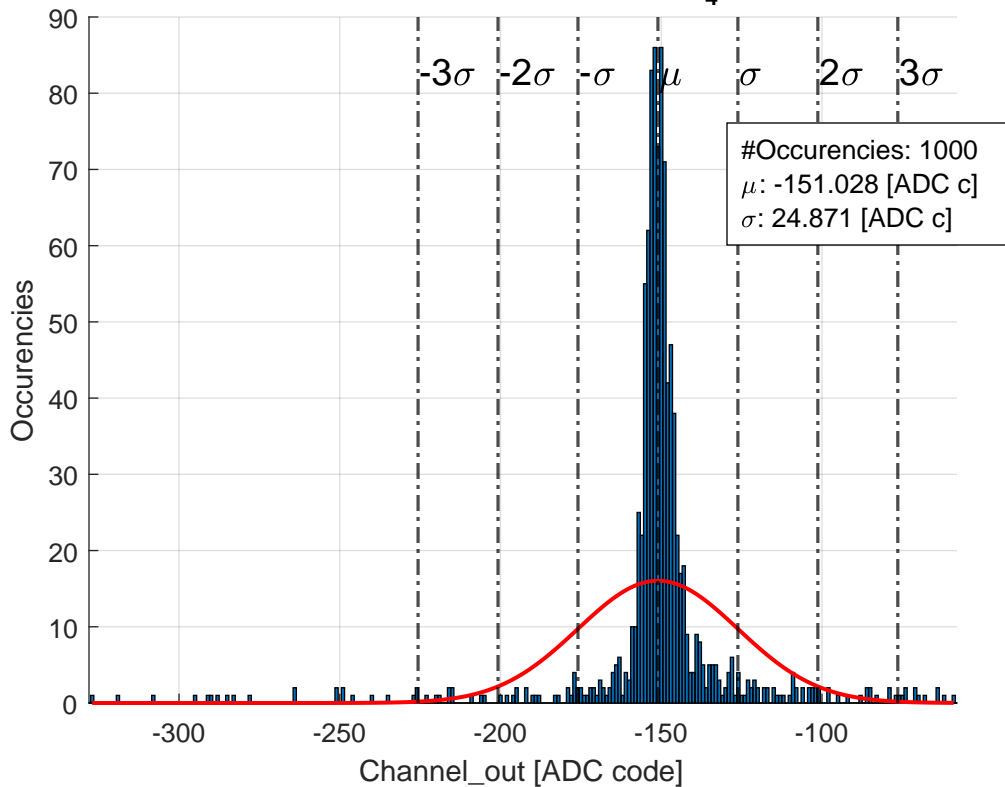 4
90
80
70
60
50
40
30
20
10
0
-3σ -2σ -σ μ σ 2σ 3σ
#Occurencies: 1000
μ: -151.028 [ADC c]
σ: 24.871 [ADC c]
Occurencies
-300 -250 -200 -150 -100
Channel_out [ADC code]